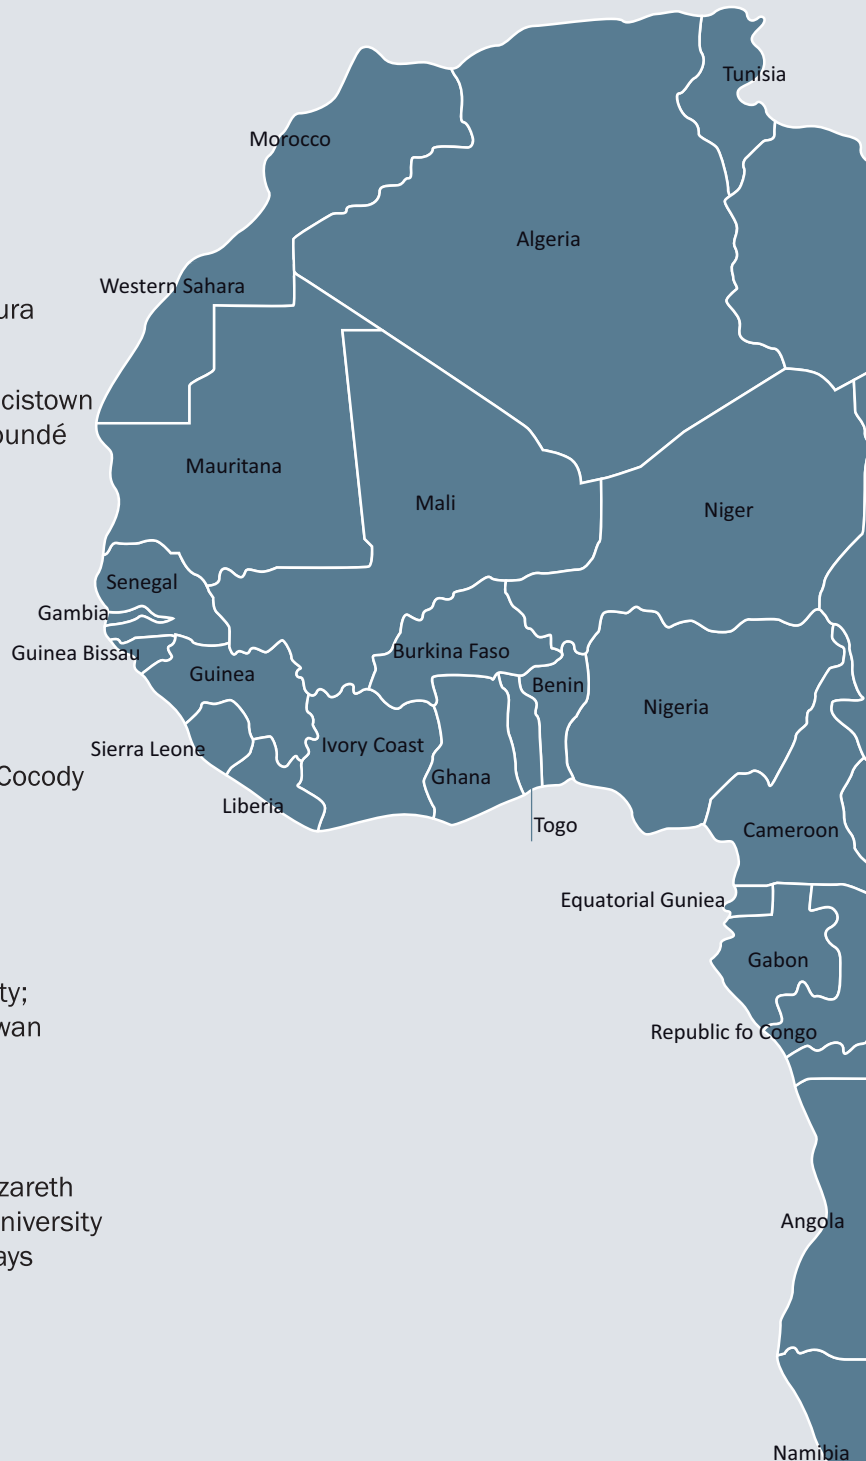 Tunisia
Morocco
Algeria
Western Sahara
ura
cistown
oundé
Mauritana
Mali
Niger
Senegal
Gambia
Guinea Bissau
Burkina Faso
Guinea
Benin
Nigeria
Sierra Leone
Ivory Coast
Cocody
Ghana
Liberia
Togo
Cameroon
Equatorial Guniea
Gabon
ty;
wan
Republic fo Congo
zareth
niversity
ays
Angola
Namibia